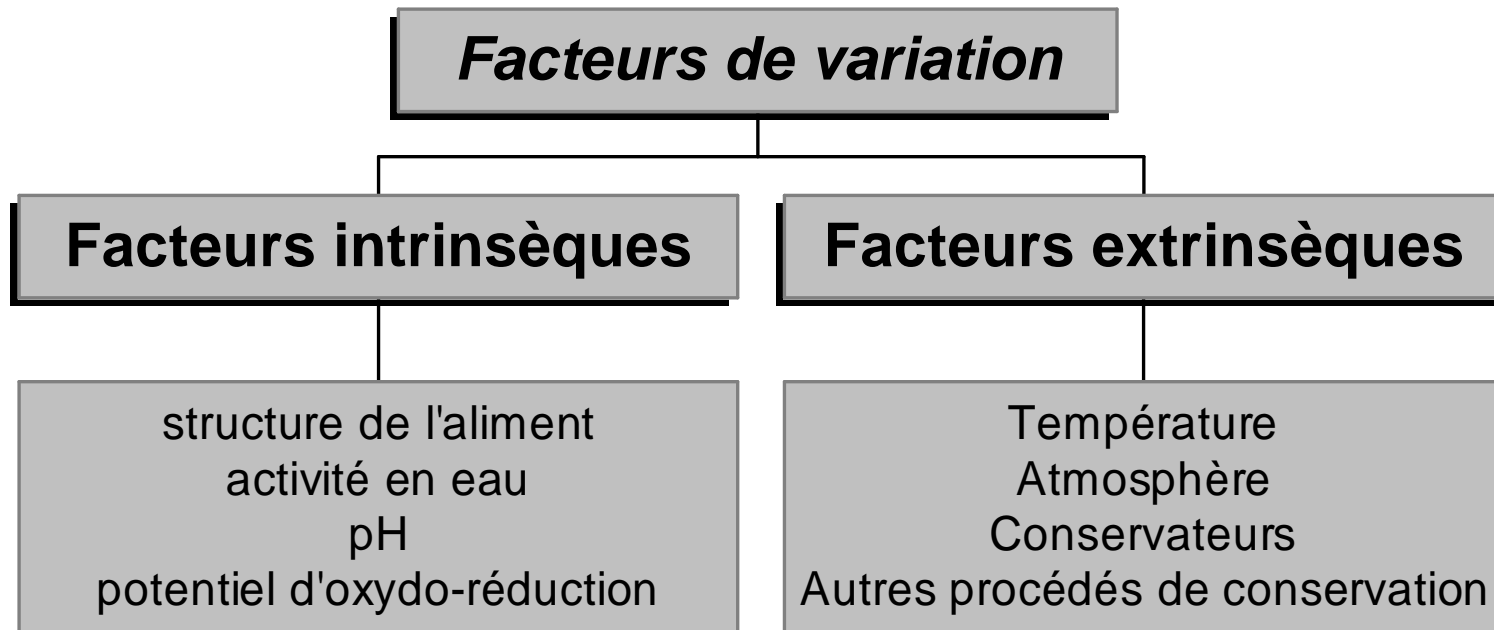 Facteurs de variation
Facteurs intrinsèques
Facteurs extrinsèques
structure de l'aliment
activité en eau
pH
potentiel d'oxydo-réduction
Température
Atmosphère
Conservateurs
Autres procédés de conservation